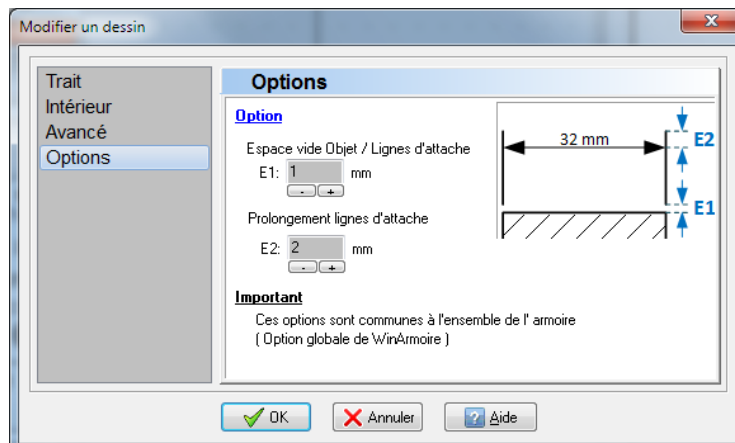 Modifier un dessin
Trait
Intérieur
Avancé
Options
Options
Option
Espace vide Objet / Lignes d'attache
E1: 1 mm
- +
Prolongement lignes d'attache
E2: 2 mm
- +
32 mm
E2
E1
Important
Ces options sont communes à l'ensemble de l' armoire
( Option globale de WinArmoire )
OK
Annuler
? Aide